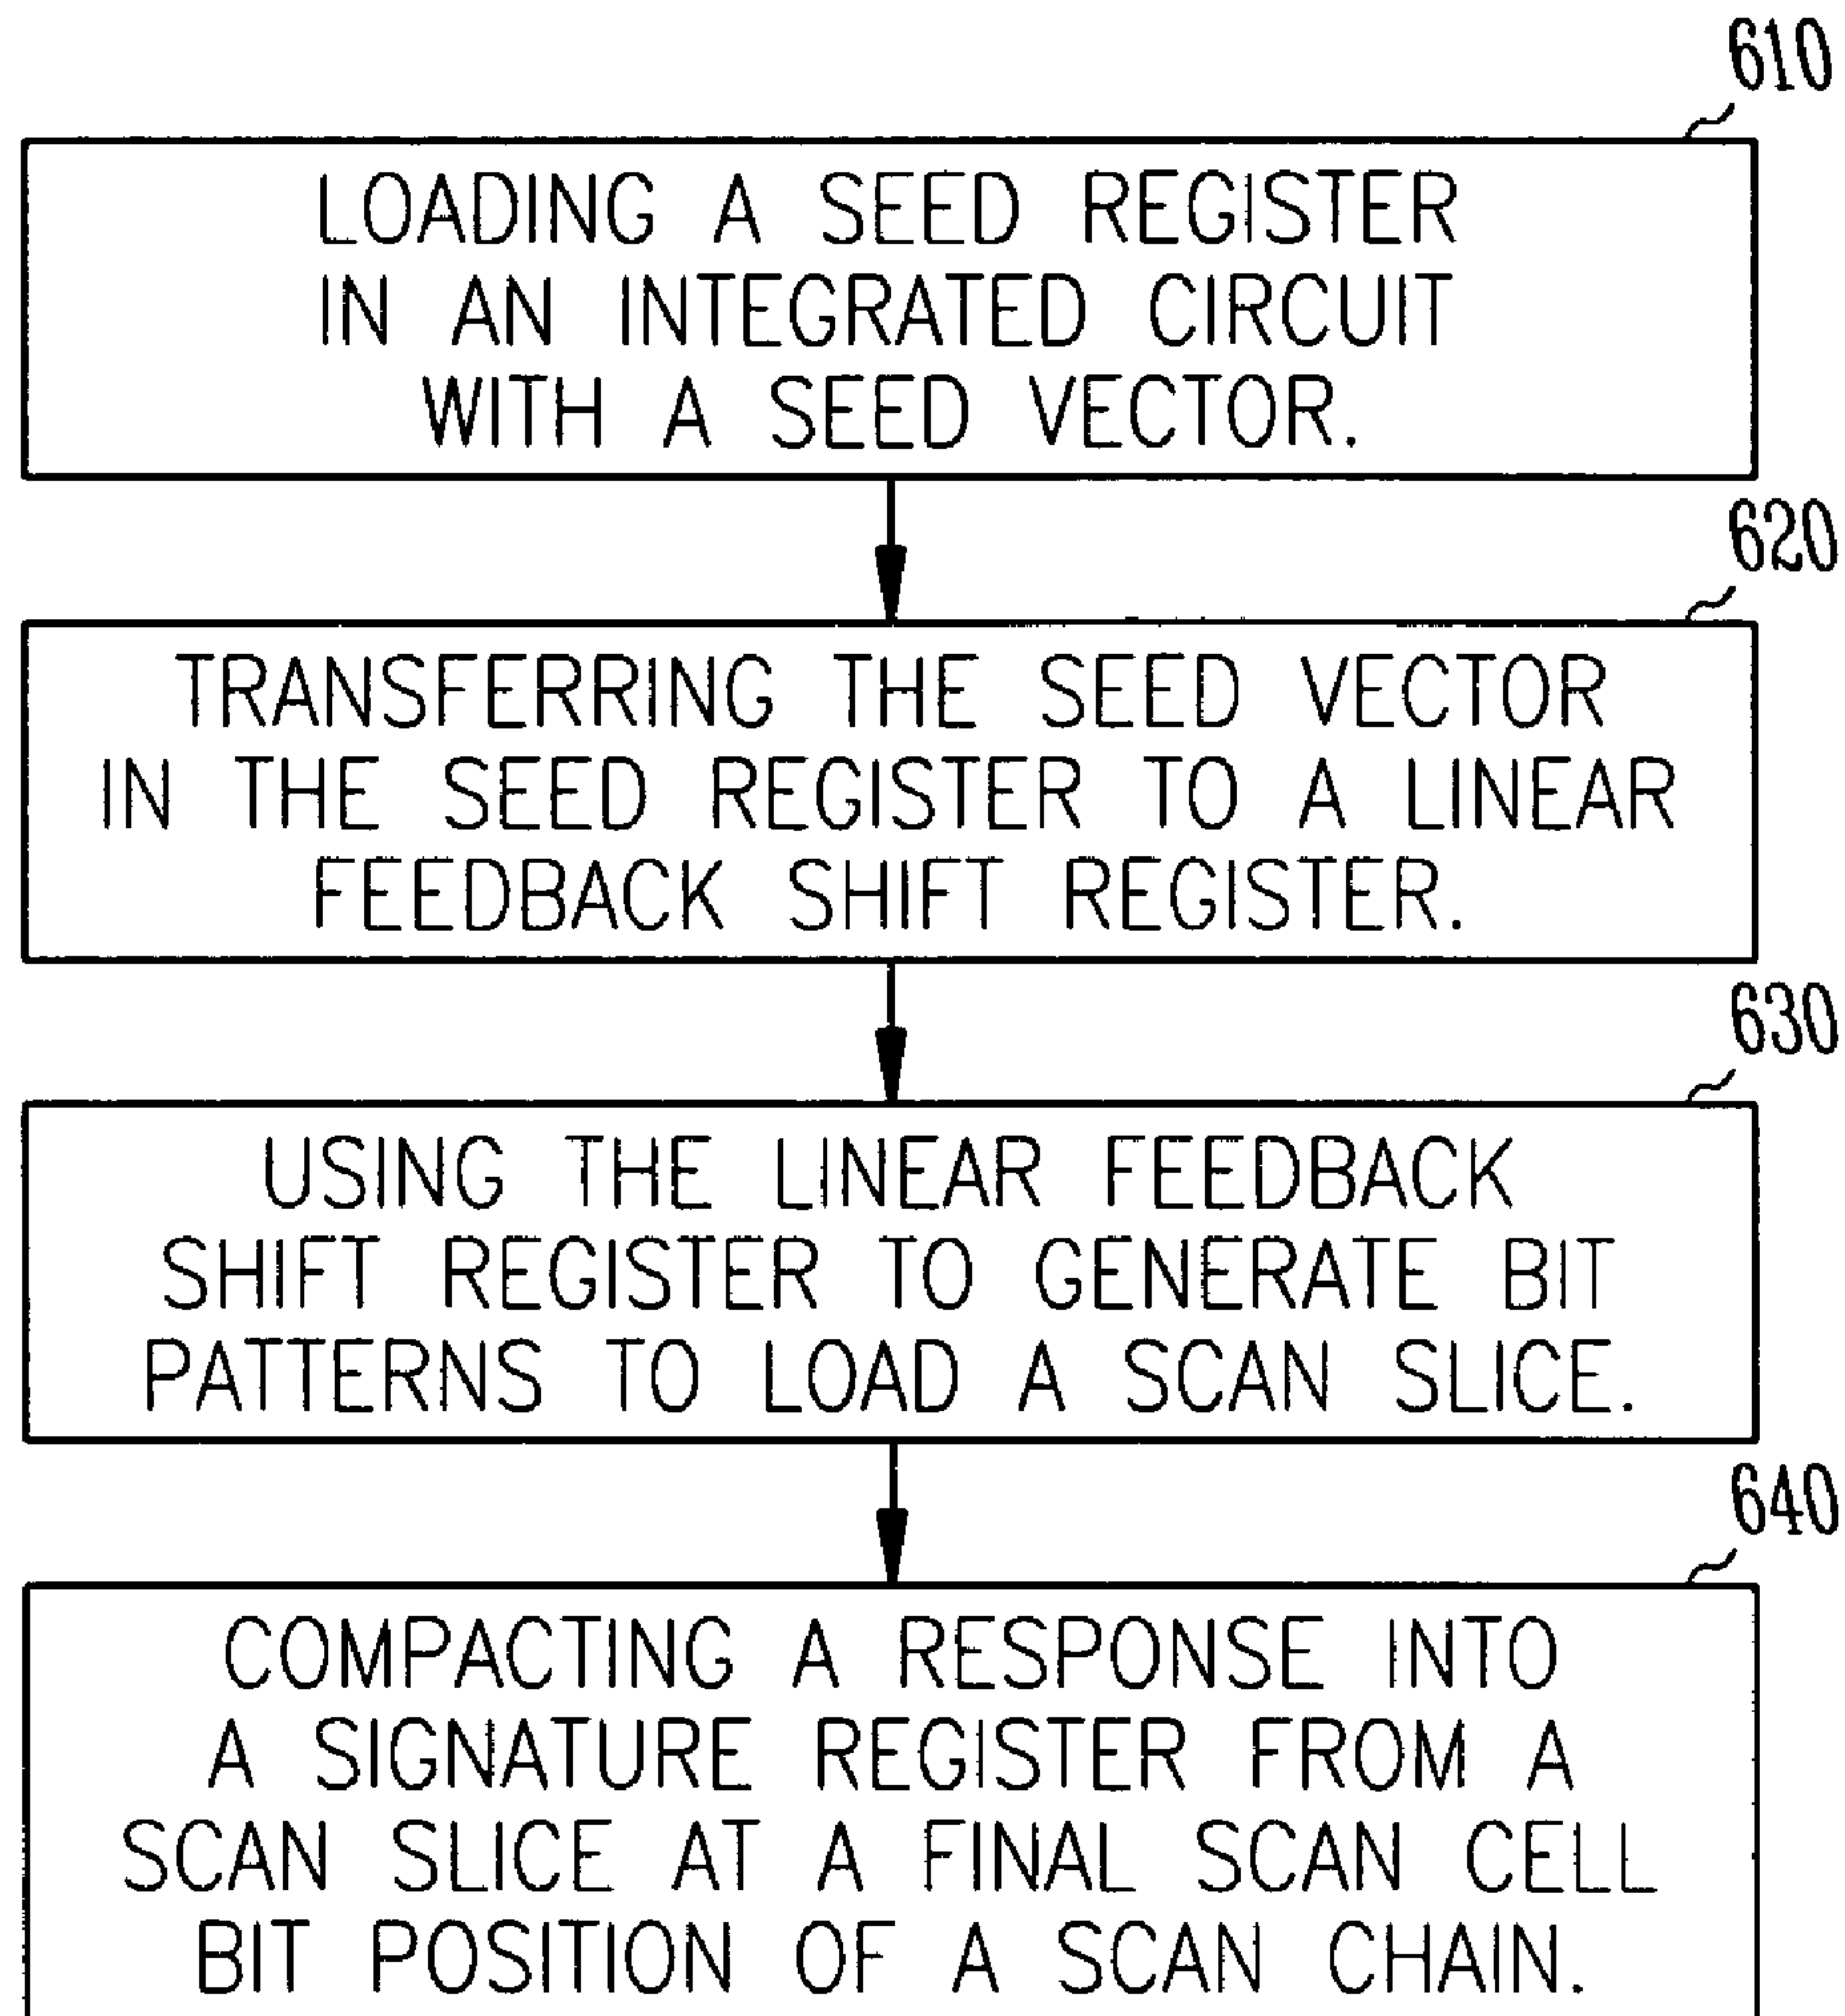 610
LOADING A SEED REGISTER
IN AN INTEGRATED CIRCUIT
WITH A SEED VECTOR.
620
TRANSFERRING THE SEED VECTOR
IN THE SEED REGISTER TO A LINEAR
FEEDBACK SHIFT REGISTER.
630
USING THE LINEAR FEEDBACK
SHIFT REGISTER TO GENERATE BIT
PATTERNS TO LOAD A SCAN SLICE.
640
COMPACTING A RESPONSE INTO
A SIGNATURE REGISTER FROM A
SCAN SLICE AT A FINAL SCAN CELL
BIT POSITION OF A SCAN CHAIN.